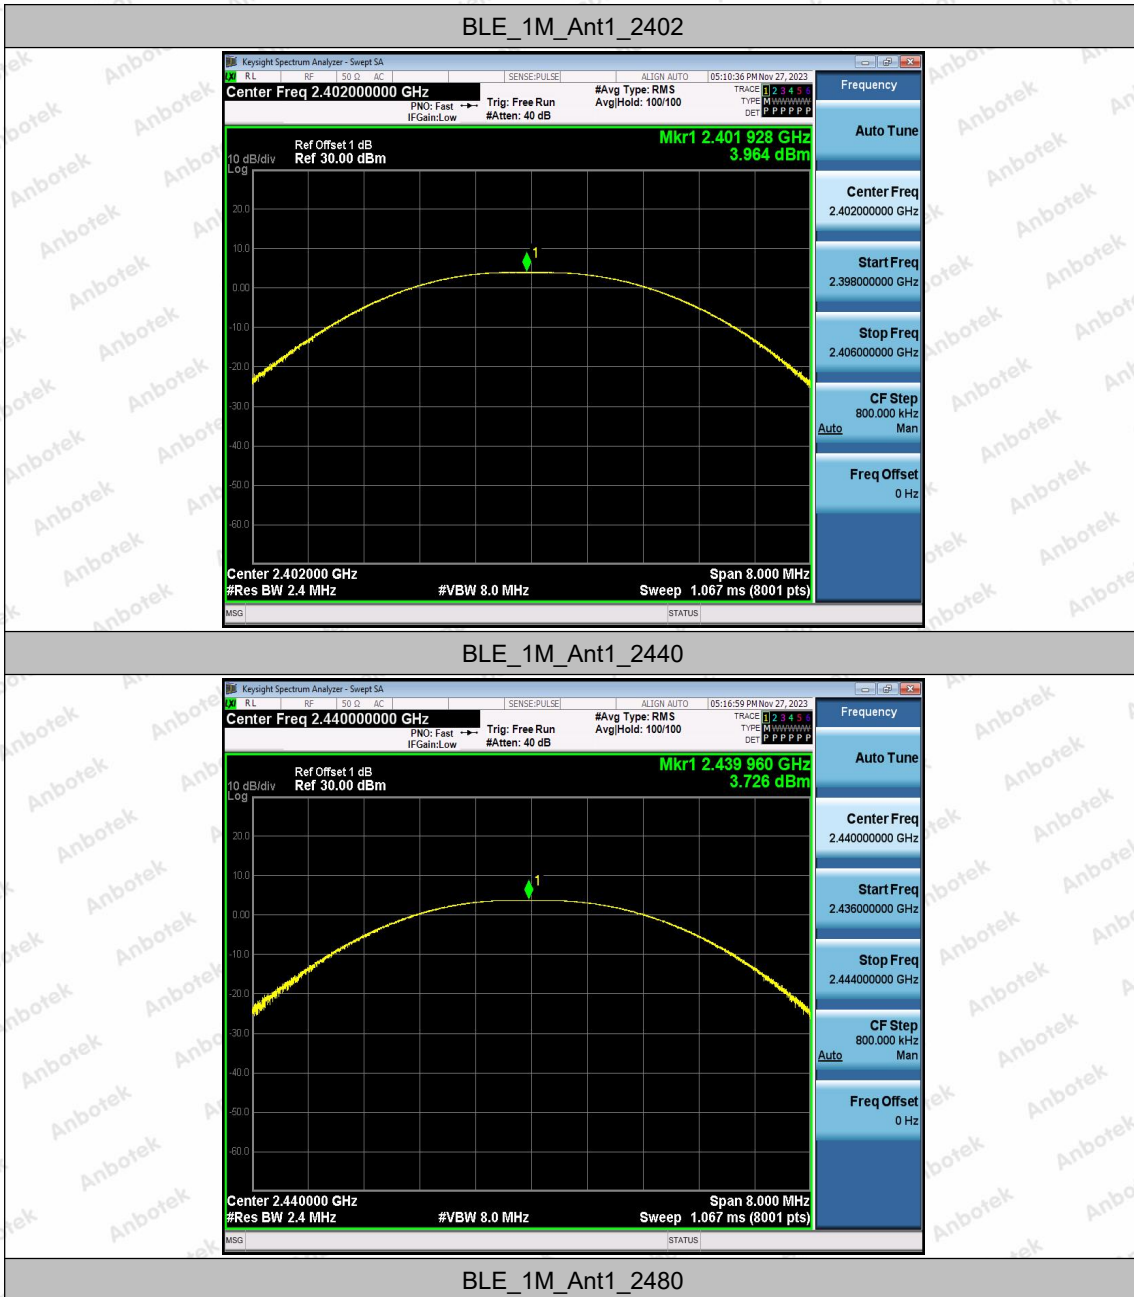 BLE_1M_Ant1_2402
Keysight Spectrum Analyzer - Swept SA
RL RF 50 Ω AC SENSE:PULSE ALIGN AUTO 05:10:36 PM Nov 27, 2023
Center Freq 2.402000000 GHz
PNO: Fast
IFGain:Low
Trig: Free Run
#Atten: 40 dB
#Avg Type: RMS
Avg|Hold: 100/100
TRACE 1 2 3 4 5 6
TYPE M WWWWW
DET P P P P P P
Frequency
Mkr1 2.401 928 GHz
3.964 dBm
Ref Offset 1 dB
10 dB/div Ref 30.00 dBm
Log
20.0
10.0
0.00
-10.0
-20.0
-30.0
-40.0
-50.0
-60.0
1
Center 2.402000 GHz Span 8.000 MHz
#Res BW 2.4 MHz #VBW 8.0 MHz Sweep 1.067 ms (8001 pts)
MSG STATUS
Auto Tune
Center Freq
2.402000000 GHz
Start Freq
2.398000000 GHz
Stop Freq
2.406000000 GHz
CF Step
800.000 kHz
Auto Man
Freq Offset
0 Hz
BLE_1M_Ant1_2440
Keysight Spectrum Analyzer - Swept SA
RL RF 50 Ω AC SENSE:PULSE ALIGN AUTO 05:16:59 PM Nov 27, 2023
Center Freq 2.440000000 GHz
PNO: Fast
IFGain:Low
Trig: Free Run
#Atten: 40 dB
#Avg Type: RMS
Avg|Hold: 100/100
TRACE 1 2 3 4 5 6
TYPE M WWWWW
DET P P P P P P
Frequency
Mkr1 2.439 960 GHz
3.726 dBm
Ref Offset 1 dB
10 dB/div Ref 30.00 dBm
Log
20.0
10.0
0.00
-10.0
-20.0
-30.0
-40.0
-50.0
-60.0
1
Center 2.440000 GHz Span 8.000 MHz
#Res BW 2.4 MHz #VBW 8.0 MHz Sweep 1.067 ms (8001 pts)
MSG STATUS
Auto Tune
Center Freq
2.440000000 GHz
Start Freq
2.436000000 GHz
Stop Freq
2.444000000 GHz
CF Step
800.000 kHz
Auto Man
Freq Offset
0 Hz
BLE_1M_Ant1_2480
Anbotek